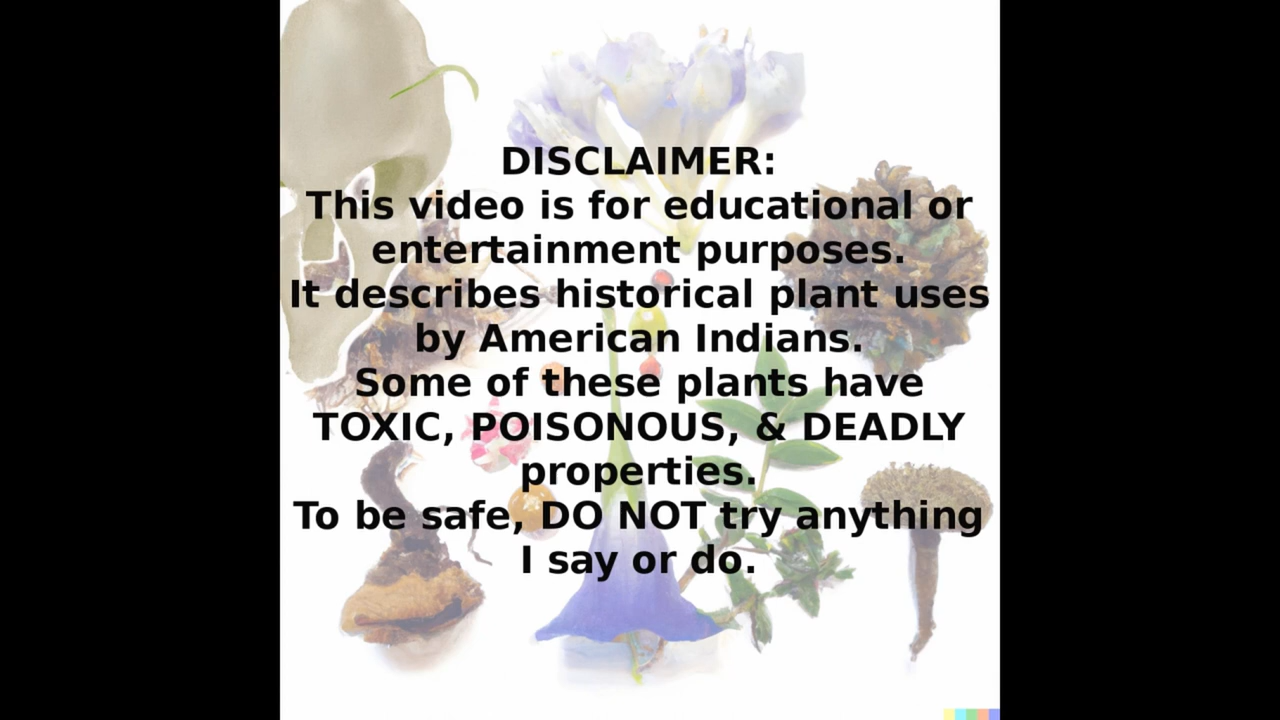 DISCLAIMER:
This video is for educational or
entertainment purposes.
It describes historical plant uses
by American Indians.
Some of these plants have
TOXIC, POISONOUS, & DEADLY
properties.
To be safe, DO NOT try anything
I say or do.